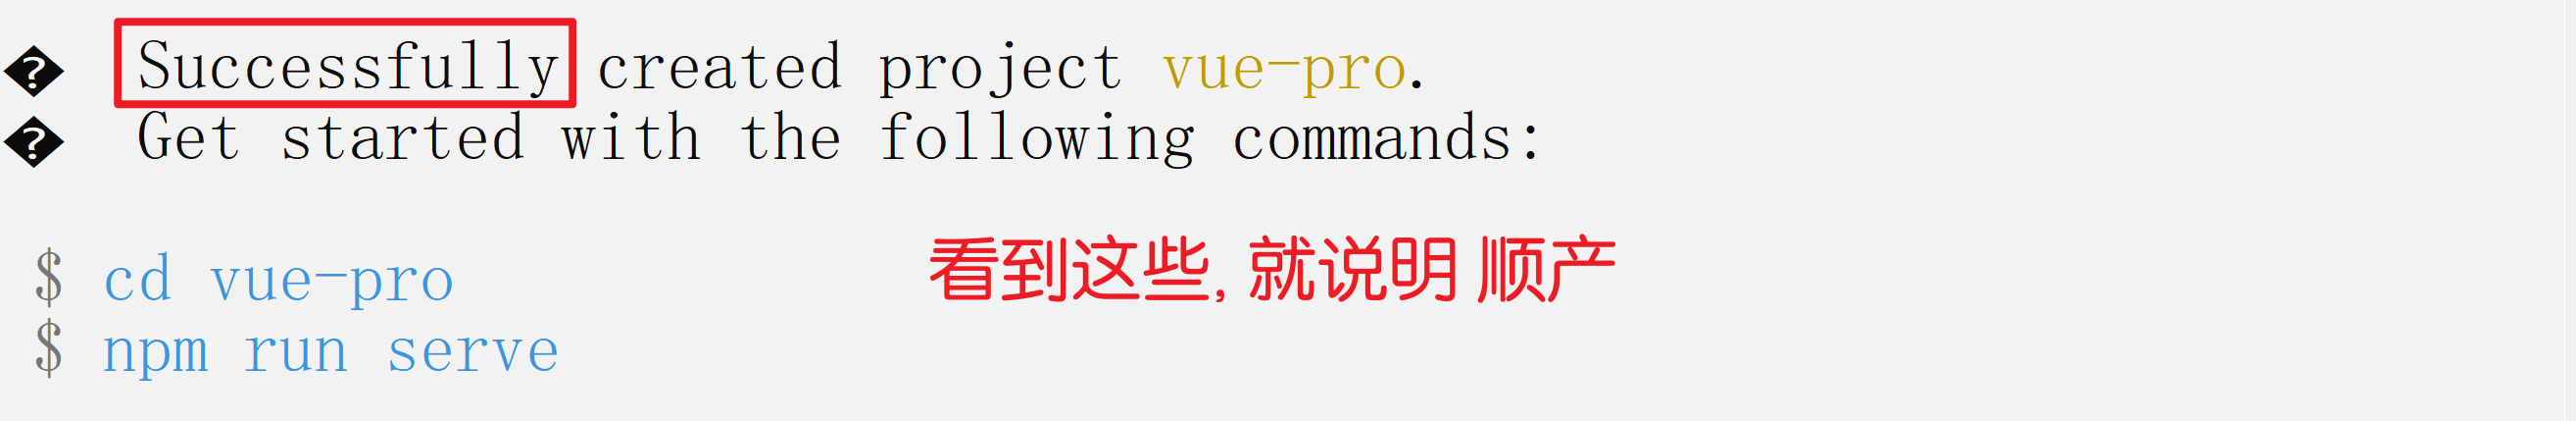 � Successfully created project vue-pro.
� Get started with the following commands:
看到这些, 就说明 顺产
$ cd vue-pro
$ npm run serve